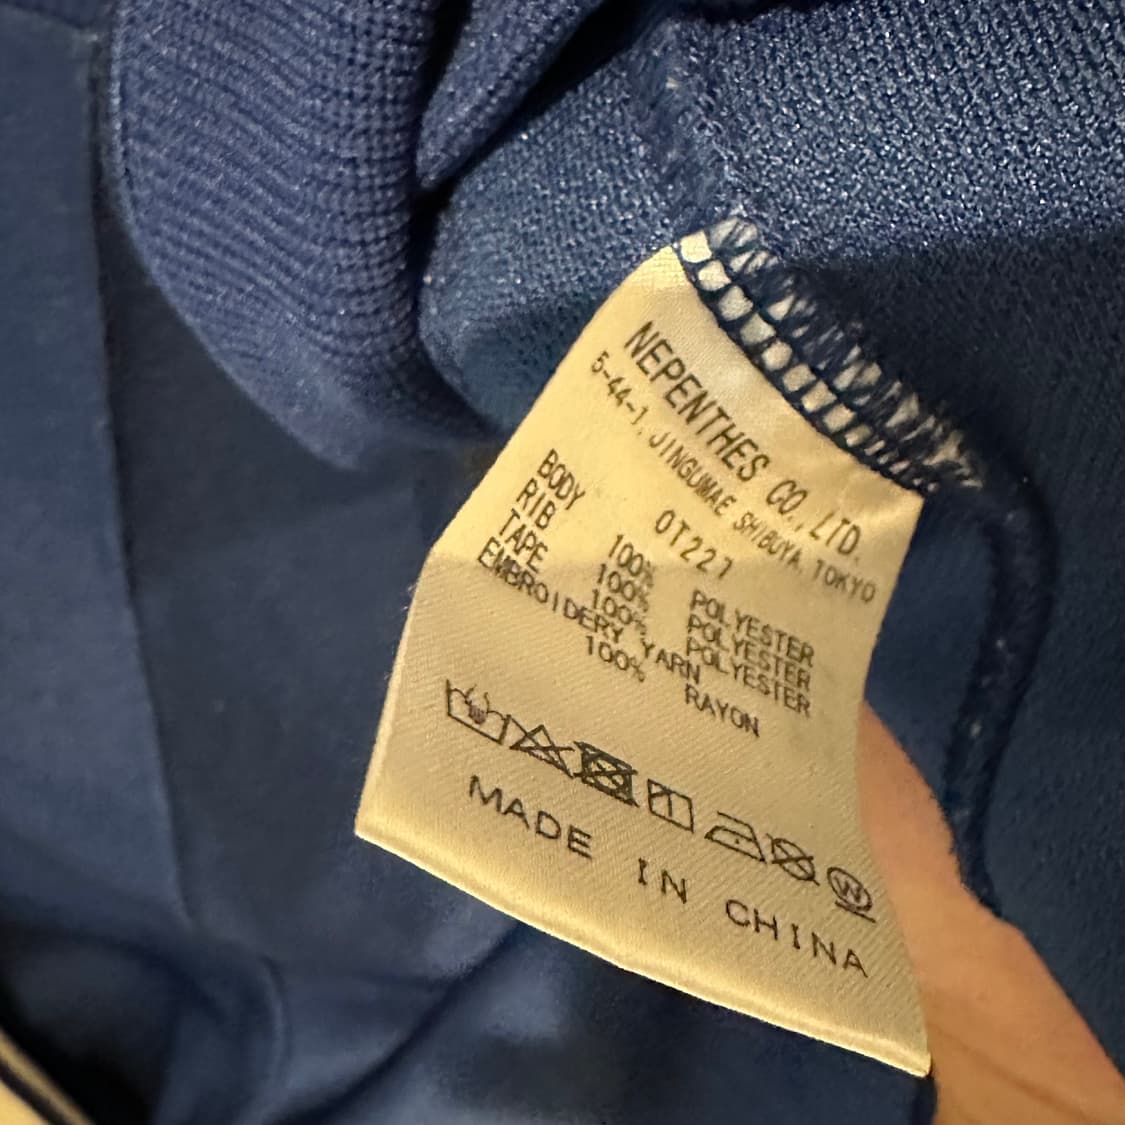 NEPENTHES CO., LTD.
5-44-1, JINGUMAE SHIBUYA, TOKYO
OT227
BODY 100% POLYESTER
RIB 100% POLYESTER
TAPE 100% POLYESTER
EMBROIDERY YARN
100% RAYON
W
MADE IN CHINA